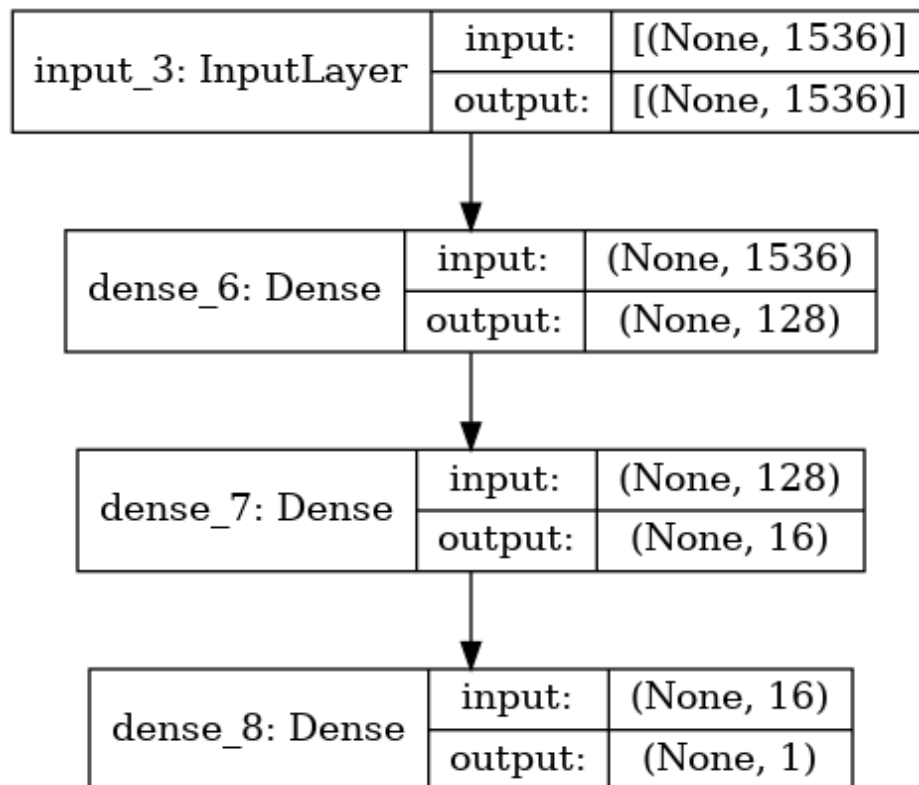 input_3: InputLayer
input:
[(None, 1536)]
output:
[(None, 1536)]
dense_6: Dense
input:
(None, 1536)
output:
(None, 128)
dense_7: Dense
input:
(None, 128)
output:
(None, 16)
dense_8: Dense
input:
(None, 16)
output:
(None, 1)